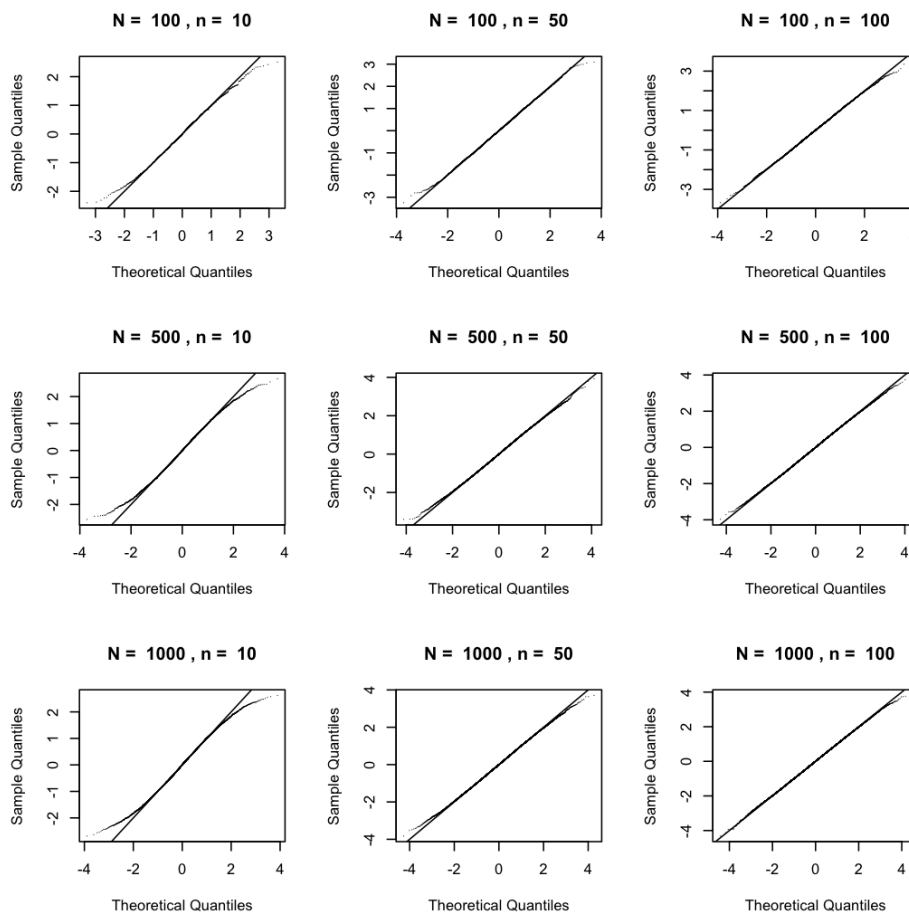 N = 100 , n = 10
N = 100 , n = 50
N = 100 , n = 100
Sample Quantiles
2
1
0
-1
-2
-3 -2 -1 0 1 2 3
Theoretical Quantiles
Sample Quantiles
3
2
1
-1
-3
-4 -2 0 2 4
Theoretical Quantiles
Sample Quantiles
3
1
-1
-3
-4 -2 0 2
Theoretical Quantiles
N = 500 , n = 10
N = 500 , n = 50
N = 500 , n = 100
Sample Quantiles
2
1
0
-1
-2
-4 -2 0 2 4
Theoretical Quantiles
Sample Quantiles
4
2
0
-2
-4 -2 0 2 4
Theoretical Quantiles
Sample Quantiles
4
2
0
-2
-4
-4 -2 0 2 4
Theoretical Quantiles
N = 1000 , n = 10
N = 1000 , n = 50
N = 1000 , n = 100
Sample Quantiles
2
1
0
-1
-2
-4 -2 0 2 4
Theoretical Quantiles
Sample Quantiles
4
2
0
-2
-4
-4 -2 0 2 4
Theoretical Quantiles
Sample Quantiles
4
2
0
-2
-4
-4 -2 0 2 4
Theoretical Quantiles